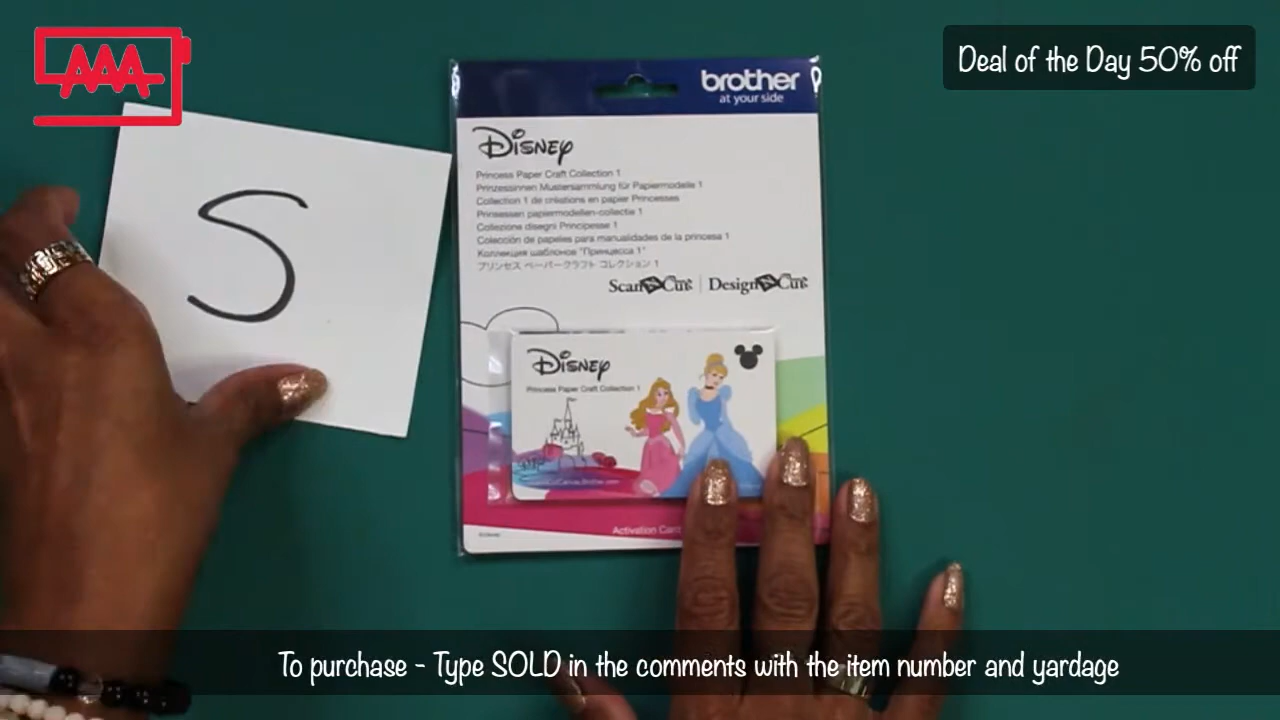 AAA
Deal of the Day 50% off
S
brother
at your side
Disney
Princess Paper Craft Collection 1
Prinzessinnen Mustersammlung für Papiermodelle 1
Collection 1 de créations en papier Princesses
Prinsessen papiermodellen-collectie 1
Collezione disegni Principesse 1
Colección de papeles para manualidades de la princesa 1
Коллекция шаблонов "Принцесса 1"
プリンセス ペーパークラフト コレクション 1
ScanNCut | DesignNCut
Disney
Princess Paper Craft Collection 1
Activation Card
©Disney
To purchase - Type SOLD in the comments with the item number and yardage